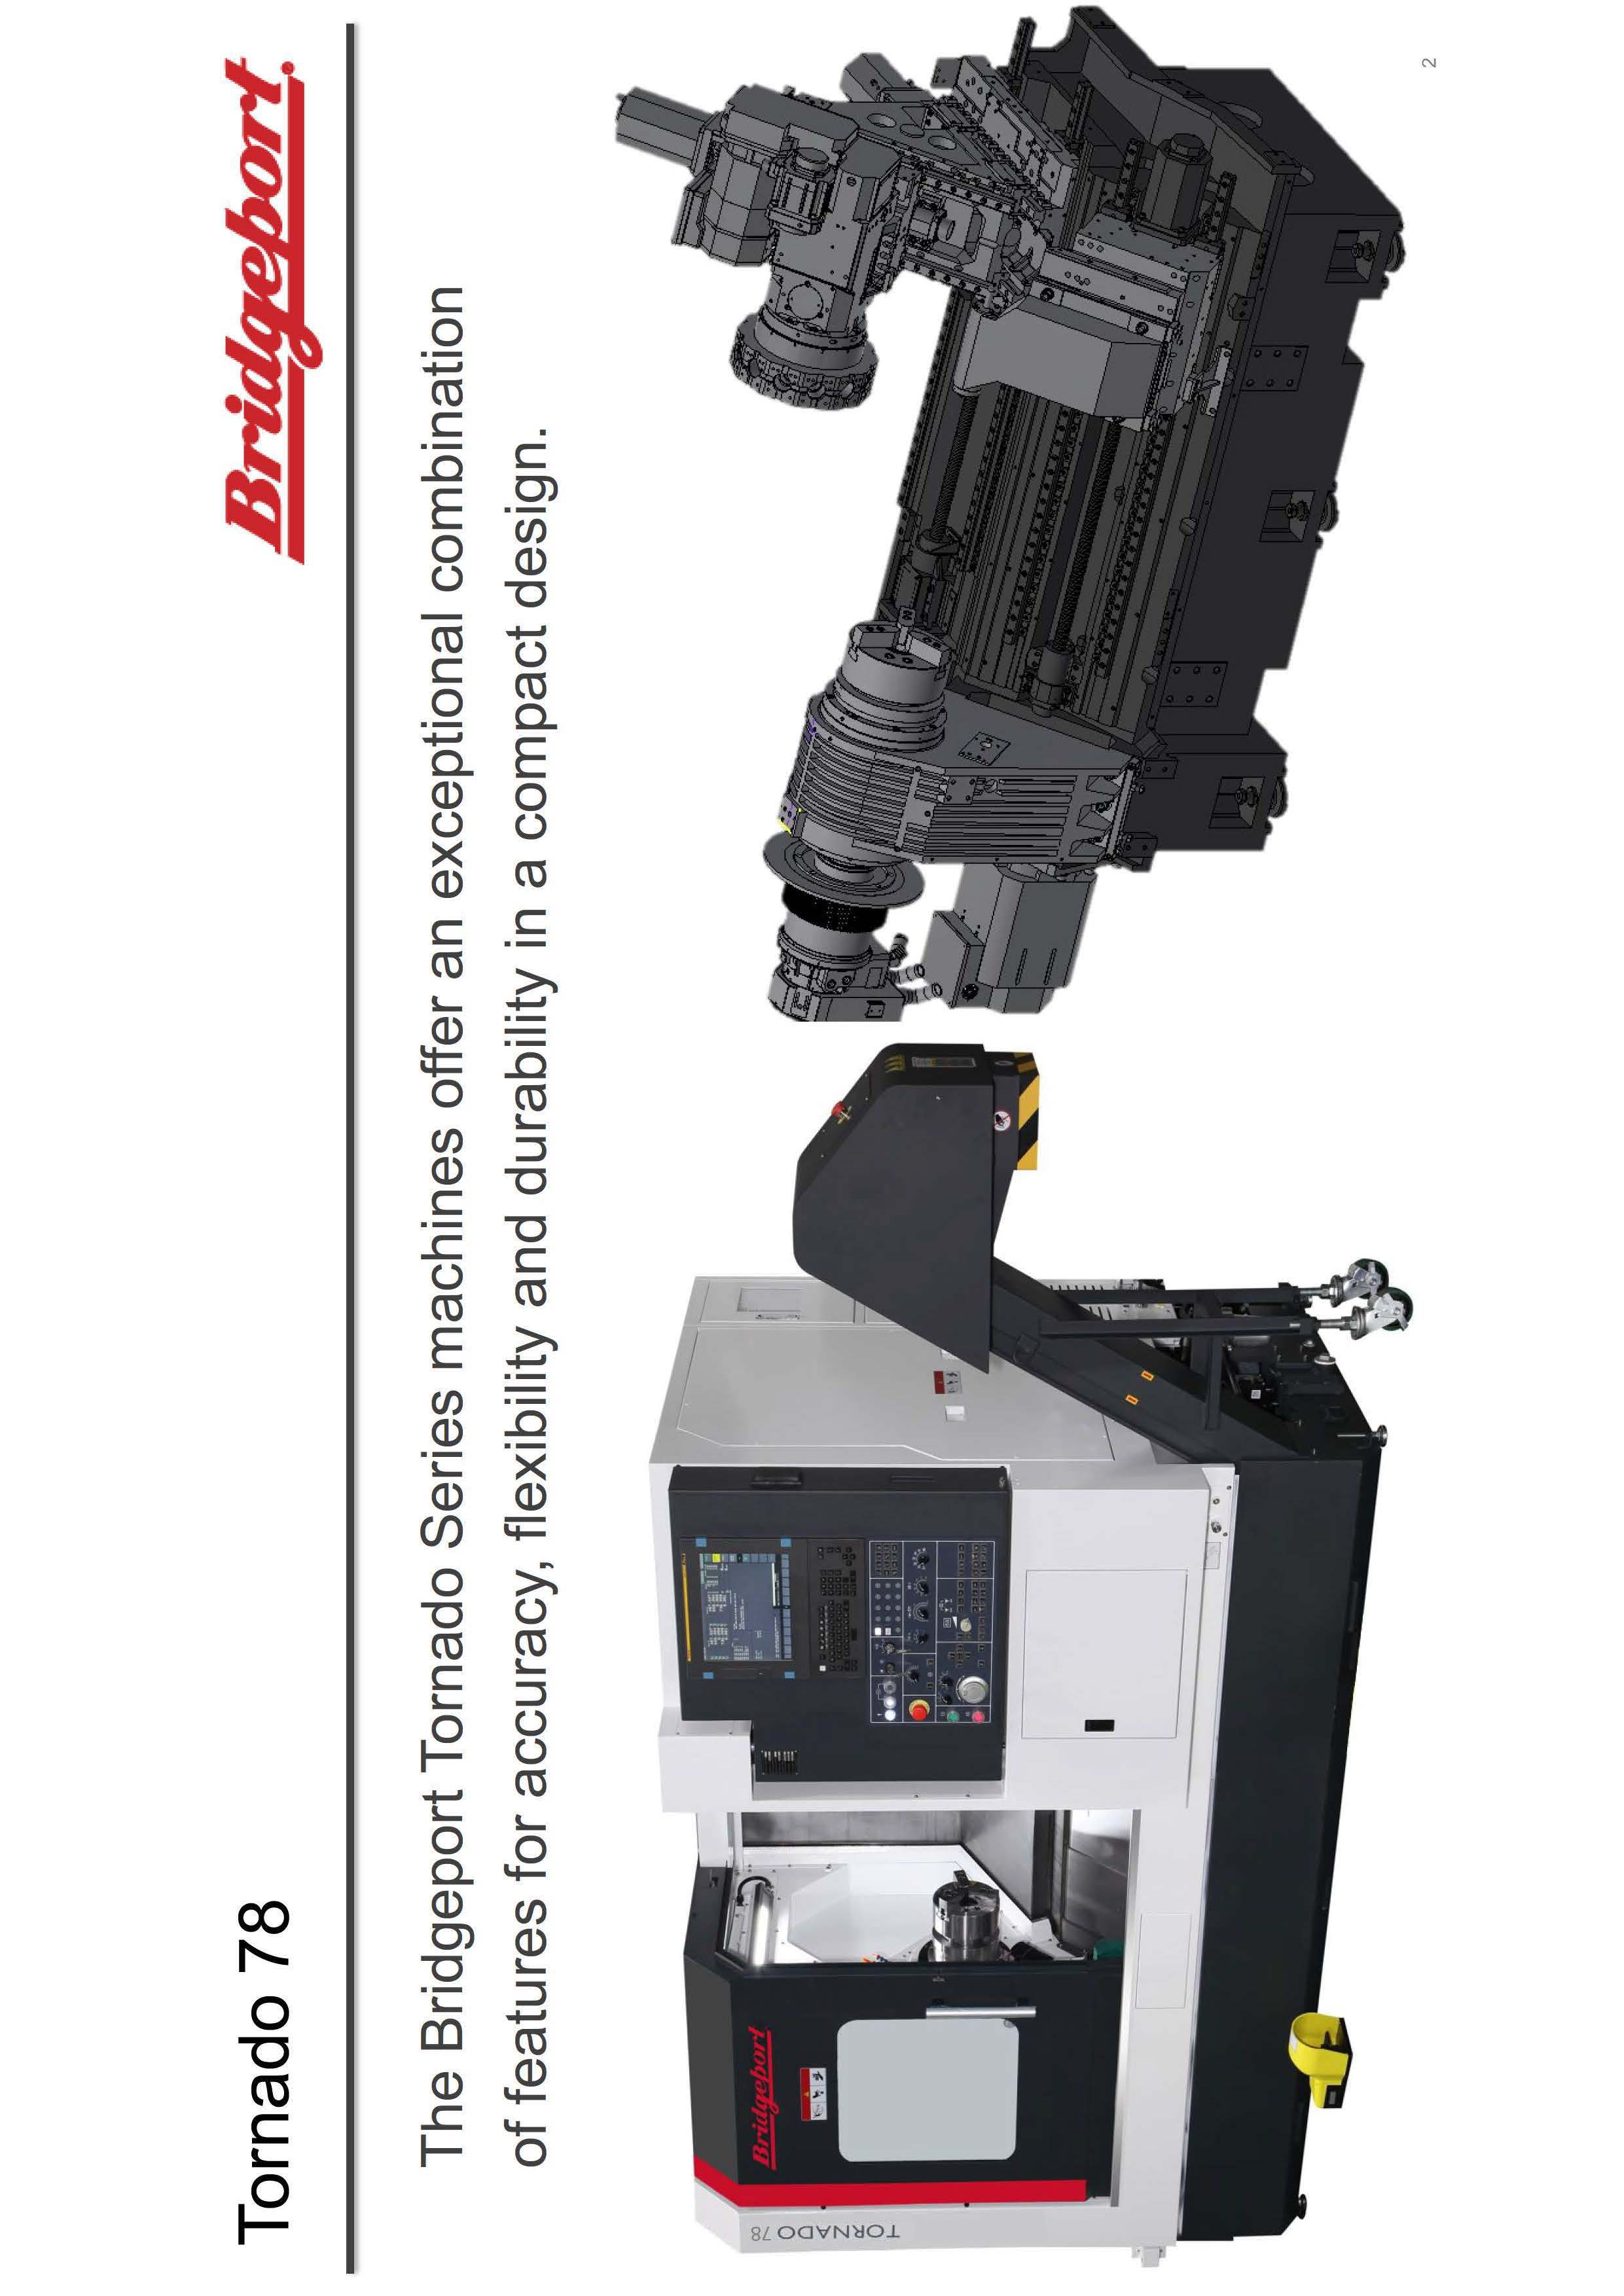 Tornado 78
Bridgeport
The Bridgeport Tornado Series machines offer an exceptional combination
of features for accuracy, flexibility and durability in a compact design.
TORNADO 78
Bridgeport
2